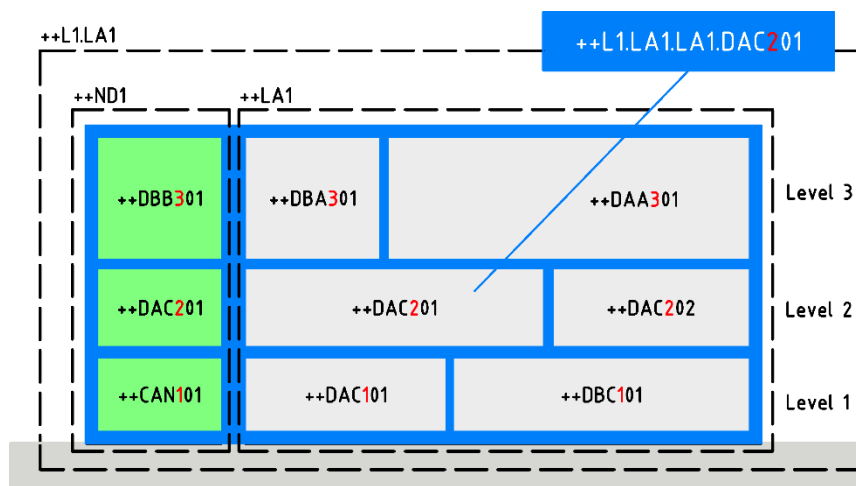 ++L1.LA1
++L1.LA1.LA1.DAC201
++ND1
++LA1
++DBB301
++DBA301
++DAA301
Level 3
++DAC201
++DAC201
++DAC202
Level 2
++CAN101
++DAC101
++DBC101
Level 1